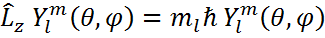 L̂_z Y_l^m(θ, φ) = m_l ℏ Y_l^m(θ, φ)